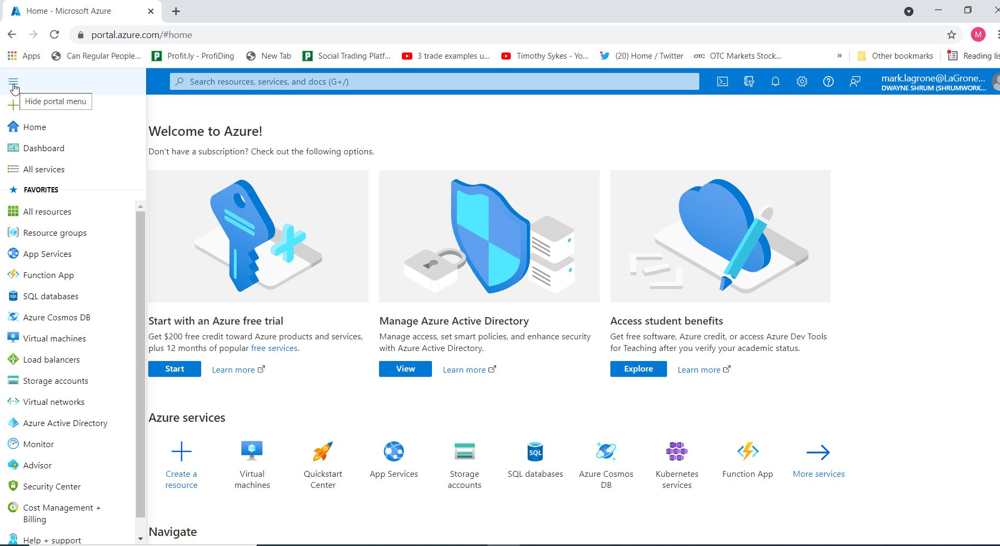 Home - Microsoft Azure
portal.azure.com/#home
M
Apps
Can Regular People...
Profit.ly - ProfiDing
New Tab
Social Trading Platf...
3 trade examples u...
Timothy Sykes - Yo...
(20) Home / Twitter
OTC
OTC Markets Stock...
»
Other bookmarks
Reading lis
Search resources, services, and docs (G+/)
mark.lagrone@LaGrone...
DWAYNE SHRUM (SHRUMWORK...
Hide portal menu
Home
Dashboard
All services
FAVORITES
All resources
Resource groups
App Services
Function App
SQL
SQL databases
Azure Cosmos DB
Virtual machines
Load balancers
Storage accounts
Virtual networks
Azure Active Directory
Monitor
Advisor
Security Center
Cost Management +
Billing
Help + support
Welcome to Azure!
Don't have a subscription? Check out the following options.
Start with an Azure free trial
Get $200 free credit toward Azure products and services,
plus 12 months of popular free services.
Start
Learn more
Manage Azure Active Directory
Manage access, set smart policies, and enhance security
with Azure Active Directory.
View
Learn more
Access student benefits
Get free software, Azure credit, or access Azure Dev Tools
for Teaching after you verify your academic status.
Explore
Learn more
Azure services
Create a
resource
Virtual
machines
Quickstart
Center
App Services
Storage
accounts
SQL
SQL databases
Azure Cosmos
DB
Kubernetes
services
Function App
More services
Navigate